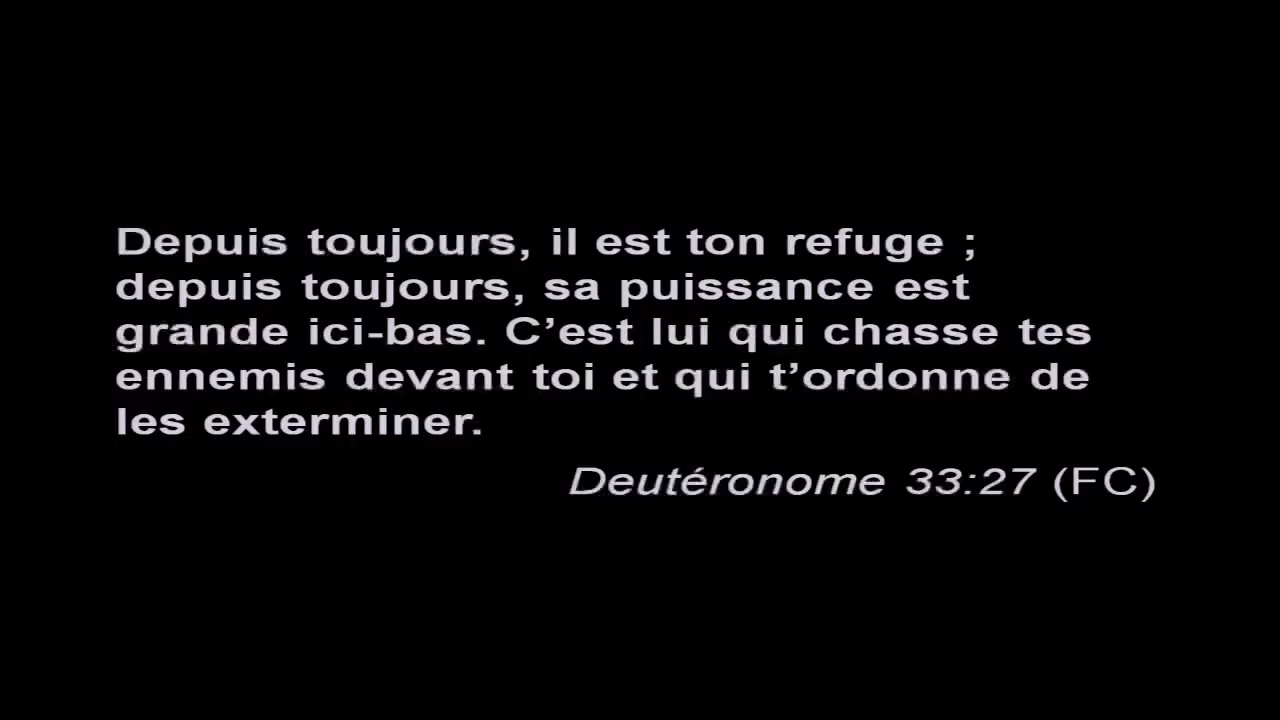 Depuis toujours, il est ton refuge ;
depuis toujours, sa puissance est
grande ici-bas. C’est lui qui chasse tes
ennemis devant toi et qui t’ordonne de
les exterminer.
Deutéronome 33:27 (FC)